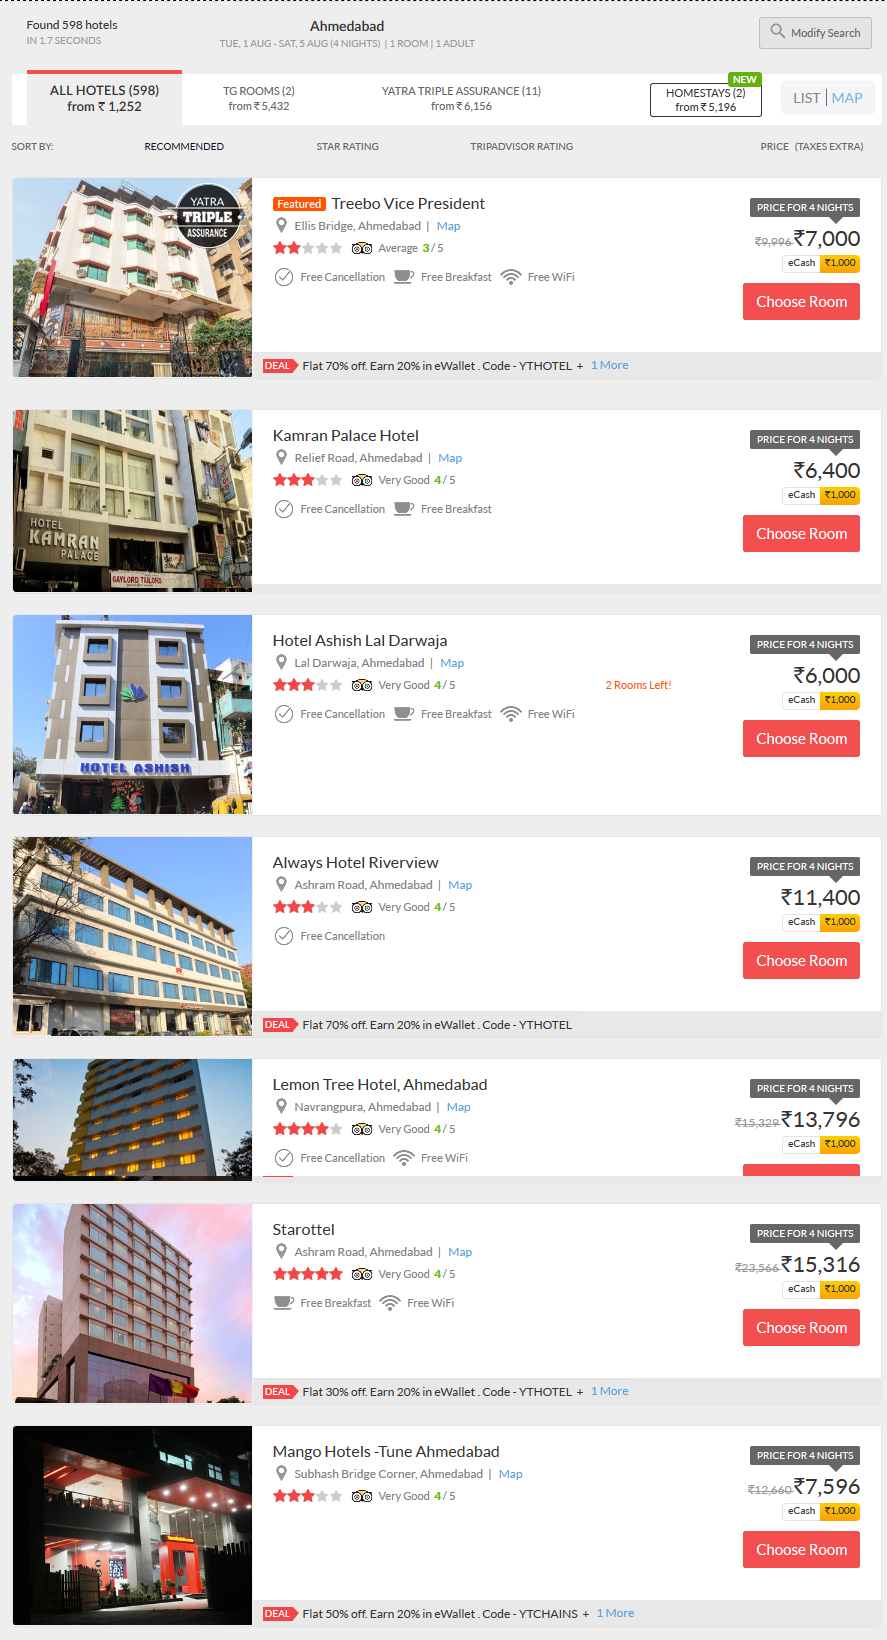 Found 598 hotels
IN 1.7 SECONDS
Ahmedabad
TUE, 1 AUG - SAT, 5 AUG (4 NIGHTS) | 1 ROOM | 1 ADULT
Modify Search
ALL HOTELS (598)
from ₹ 1,252
TG ROOMS (2)
from ₹ 5,432
YATRA TRIPLE ASSURANCE (11)
from ₹ 6,156
NEW
HOMESTAYS (2)
from ₹ 5,196
LIST | MAP
SORT BY: RECOMMENDED STAR RATING TRIPADVISOR RATING PRICE (TAXES EXTRA)
YATRA
TRIPLE
ASSURANCE
Featured Treebo Vice President
Ellis Bridge, Ahmedabad | Map
Average 3 / 5
Free Cancellation Free Breakfast Free WiFi
PRICE FOR 4 NIGHTS
₹9,996 ₹7,000
eCash ₹1,000
Choose Room
DEAL Flat 70% off. Earn 20% in eWallet . Code - YTHOTEL + 1 More
HOTEL
KAMRAN
PALACE
GAYLORD TAILORS
Kamran Palace Hotel
Relief Road, Ahmedabad | Map
Very Good 4 / 5
Free Cancellation Free Breakfast
PRICE FOR 4 NIGHTS
₹6,400
eCash ₹1,000
Choose Room
HOTEL ASHISH
Hotel Ashish Lal Darwaja
Lal Darwaja, Ahmedabad | Map
Very Good 4 / 5
2 Rooms Left!
Free Cancellation Free Breakfast Free WiFi
PRICE FOR 4 NIGHTS
₹6,000
eCash ₹1,000
Choose Room
Always Hotel Riverview
Ashram Road, Ahmedabad | Map
Very Good 4 / 5
Free Cancellation
PRICE FOR 4 NIGHTS
₹11,400
eCash ₹1,000
Choose Room
DEAL Flat 70% off. Earn 20% in eWallet . Code - YTHOTEL
Lemon Tree Hotel, Ahmedabad
Navrangpura, Ahmedabad | Map
Very Good 4 / 5
Free Cancellation Free WiFi
PRICE FOR 4 NIGHTS
₹15,329 ₹13,796
eCash ₹1,000
Starottel
Ashram Road, Ahmedabad | Map
Very Good 4 / 5
Free Breakfast Free WiFi
PRICE FOR 4 NIGHTS
₹23,566 ₹15,316
eCash ₹1,000
Choose Room
DEAL Flat 30% off. Earn 20% in eWallet . Code - YTHOTEL + 1 More
Mango Hotels -Tune Ahmedabad
Subhash Bridge Corner, Ahmedabad | Map
Very Good 4 / 5
PRICE FOR 4 NIGHTS
₹12,660 ₹7,596
eCash ₹1,000
Choose Room
DEAL Flat 50% off. Earn 20% in eWallet . Code - YTCHAINS + 1 More